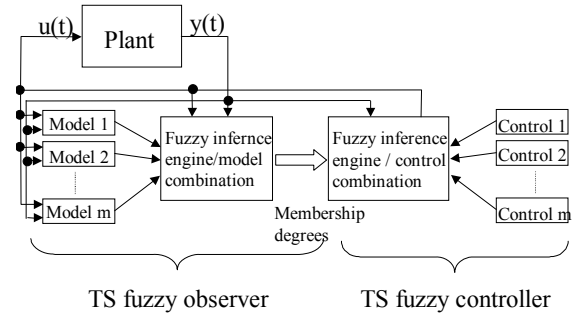 u(t)
Plant
y(t)
Model 1
Model 2
Model m
Fuzzy infernce
engine/model
combination
Fuzzy inference
engine / control
combination
Control 1
Control 2
Control m
Membership
degrees
TS fuzzy observer
TS fuzzy controller